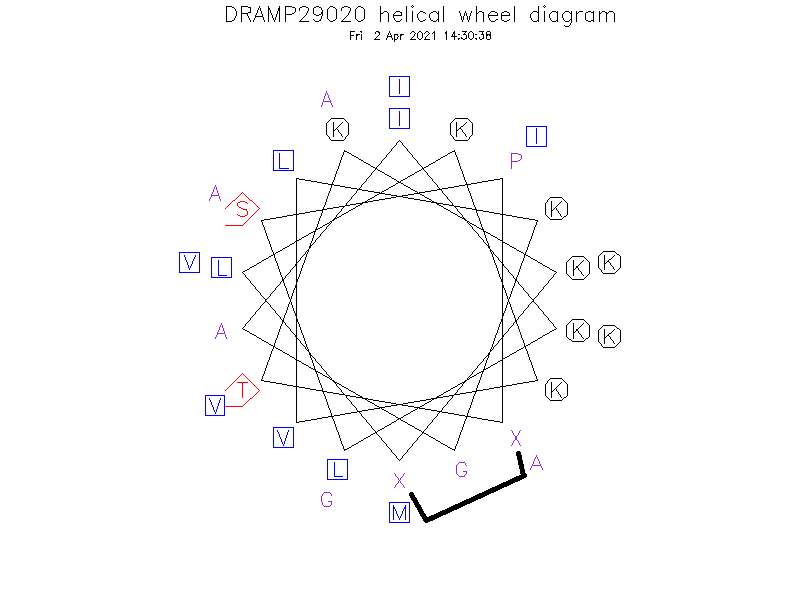 DRAMP29020 helical wheel diagram
Fri 2 Apr 2021 14:30:38
I
A
I
K
K
I
L
P
A
S
K
V
L
K
K
A
K
K
V
T
K
V
X
L
X
G
A
G
M